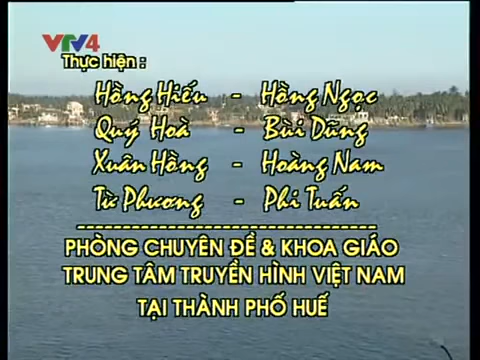 VTV4
Thực hiện :
Hồng Hiếu - Hồng Ngọc
Quý Hoà - Bùi Dũng
Xuân Hồng - Hoàng Nam
Từ Phương - Phi Tuấn
PHÒNG CHUYÊN ĐỀ & KHOA GIÁO
TRUNG TÂM TRUYỀN HÌNH VIỆT NAM
TẠI THÀNH PHỐ HUẾ